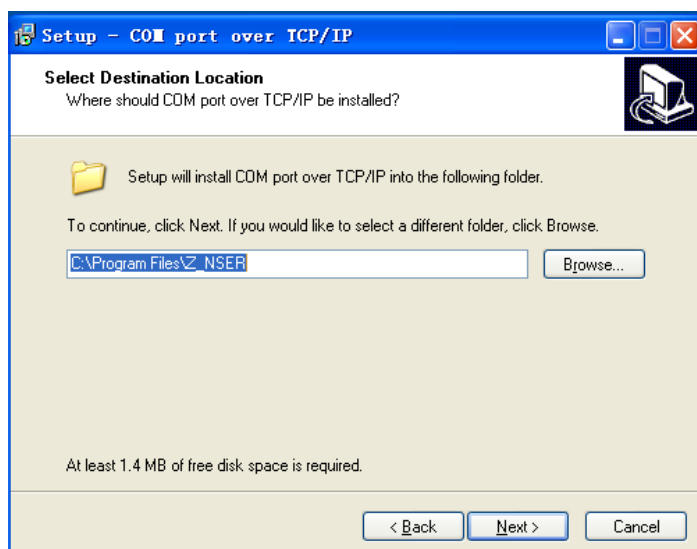 Setup - COM port over TCP/IP
Select Destination Location
Where should COM port over TCP/IP be installed?
Setup will install COM port over TCP/IP into the following folder.
To continue, click Next. If you would like to select a different folder, click Browse.
C:\Program Files\Z_NSER
Browse...
At least 1.4 MB of free disk space is required.
< Back
Next >
Cancel